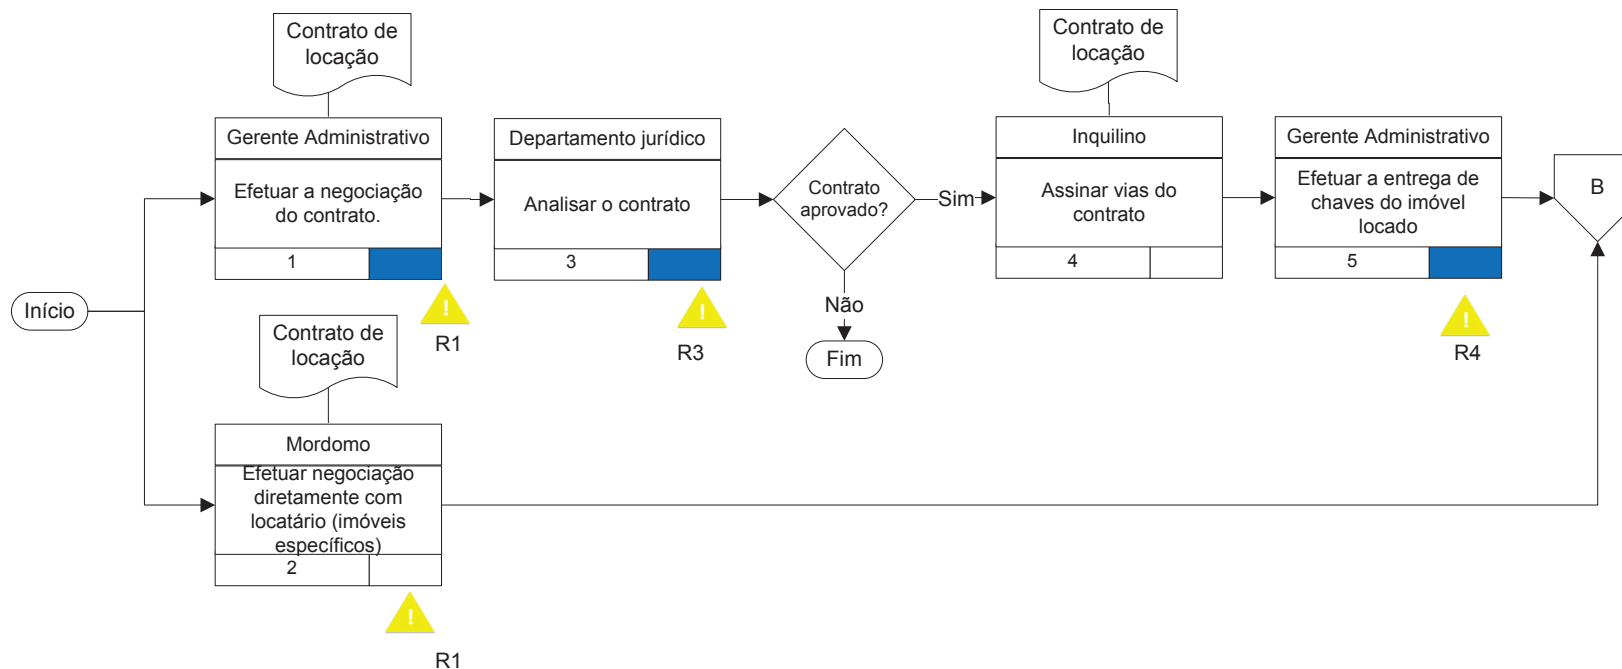 Contrato de
locação
Gerente Administrativo
Efetuar a negociação
do contrato.
1
!
R1
Departamento jurídico
Analisar o contrato
3
!
R3
Contrato
aprovado?
Sim
Não
Fim
Contrato de
locação
Inquilino
Assinar vias do
contrato
4
Gerente Administrativo
Efetuar a entrega de
chaves do imóvel
locado
5
!
R4
B
Início
Contrato de
locação
Mordomo
Efetuar negociação
diretamente com
locatário (imóveis
específicos)
2
!
R1